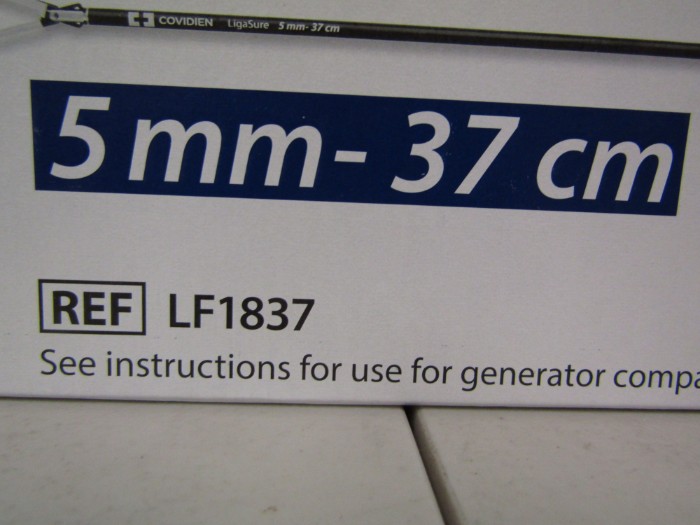 COVIDIEN LigaSure 5 mm-37 cm
5 mm- 37 cm
REF LF1837
See instructions for use for generator compa